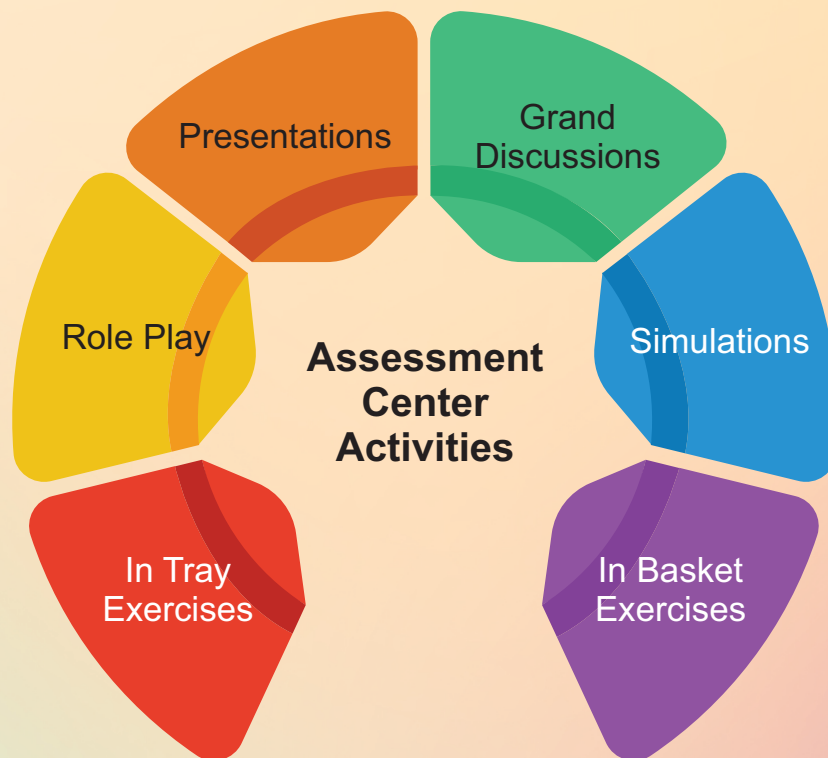 Presentations
Grand
Discussions
Role Play
Simulations
Assessment
Center
Activities
In Tray
Exercises
In Basket
Exercises